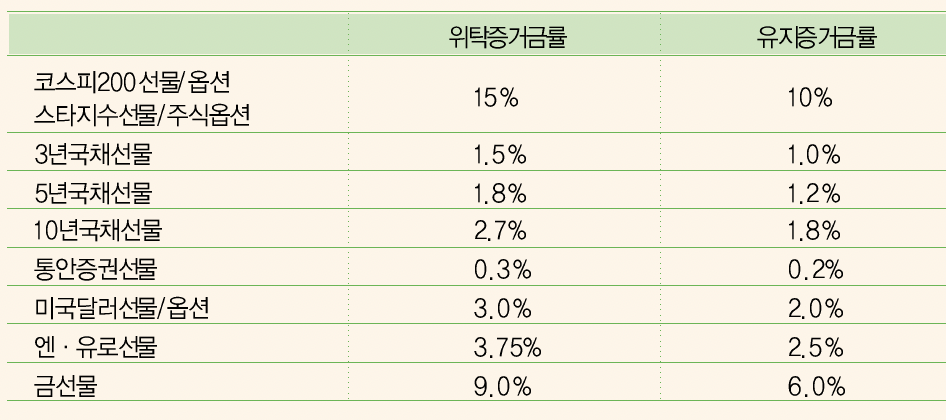 위탁증거금률 유지증거금률
코스피200 선물/옵션
스타지수선물/주식옵션 15% 10%
3년국채선물 1.5% 1.0%
5년국채선물 1.8% 1.2%
10년국채선물 2.7% 1.8%
통안증권선물 0.3% 0.2%
미국달러선물/옵션 3.0% 2.0%
엔 · 유로선물 3.75% 2.5%
금선물 9.0% 6.0%